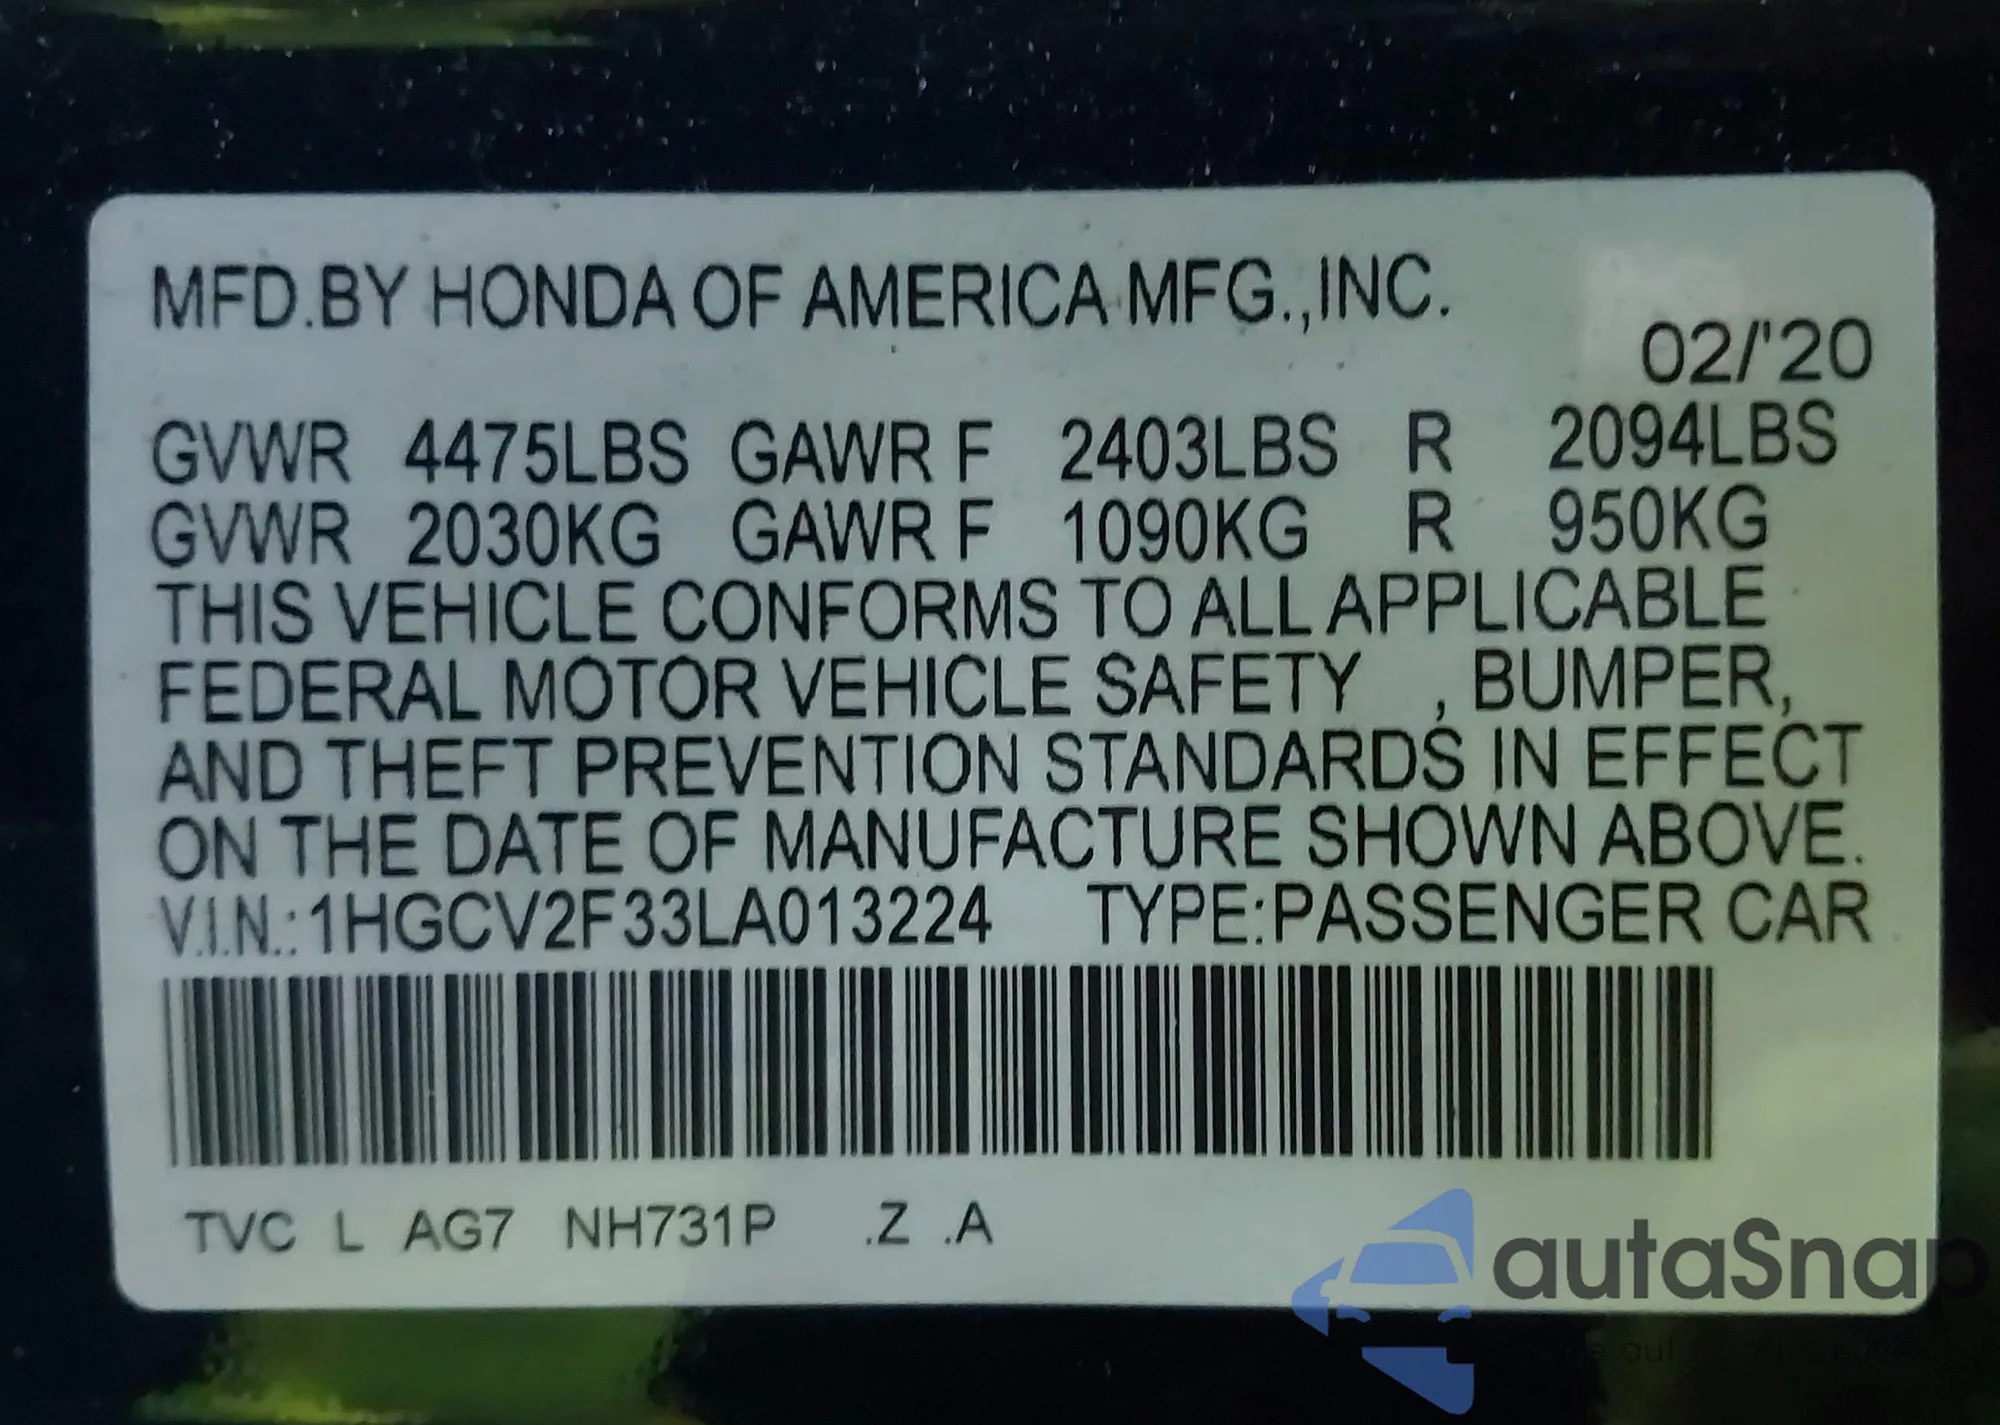 MFD.BY HONDA OF AMERICA MFG.,INC.
02/'20
GVWR 4475LBS GAWR F 2403LBS R 2094LBS
GVWR 2030KG GAWR F 1090KG R 950KG
THIS VEHICLE CONFORMS TO ALL APPLICABLE
FEDERAL MOTOR VEHICLE SAFETY , BUMPER,
AND THEFT PREVENTION STANDARDS IN EFFECT
ON THE DATE OF MANUFACTURE SHOWN ABOVE.
V.I.N.:1HGCV2F33LA013224 TYPE:PASSENGER CAR
TVC L AG7 NH731P .Z .A
autaSnap